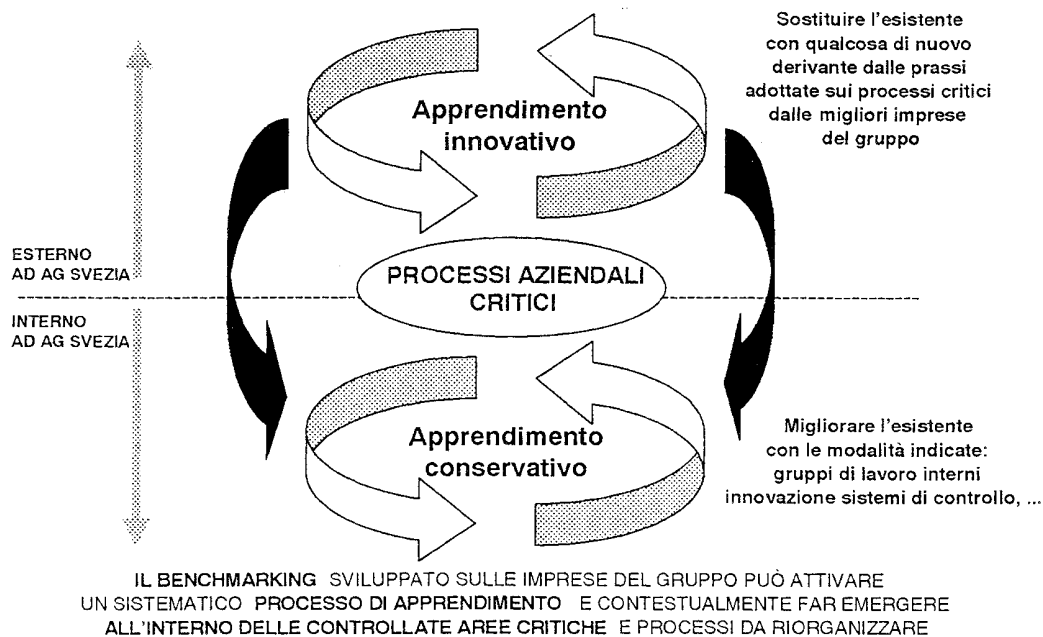 Sostituire l'esistente
con qualcosa di nuovo
derivante dalle prassi
adottate sui processi critici
dalle migliori imprese
del gruppo
Apprendimento
innovativo
ESTERNO
AD AG SVEZIA
PROCESSI AZIENDALI
CRITICI
INTERNO
AD AG SVEZIA
Apprendimento
conservativo
Migliorare l'esistente
con le modalità indicate:
gruppi di lavoro interni
innovazione sistemi di controllo, ...
IL BENCHMARKING SVILUPPATO SULLE IMPRESE DEL GRUPPO PUÒ ATTIVARE
UN SISTEMATICO PROCESSO DI APPRENDIMENTO E CONTESTUALMENTE FAR EMERGERE
ALL'INTERNO DELLE CONTROLLATE AREE CRITICHE E PROCESSI DA RIORGANIZZARE